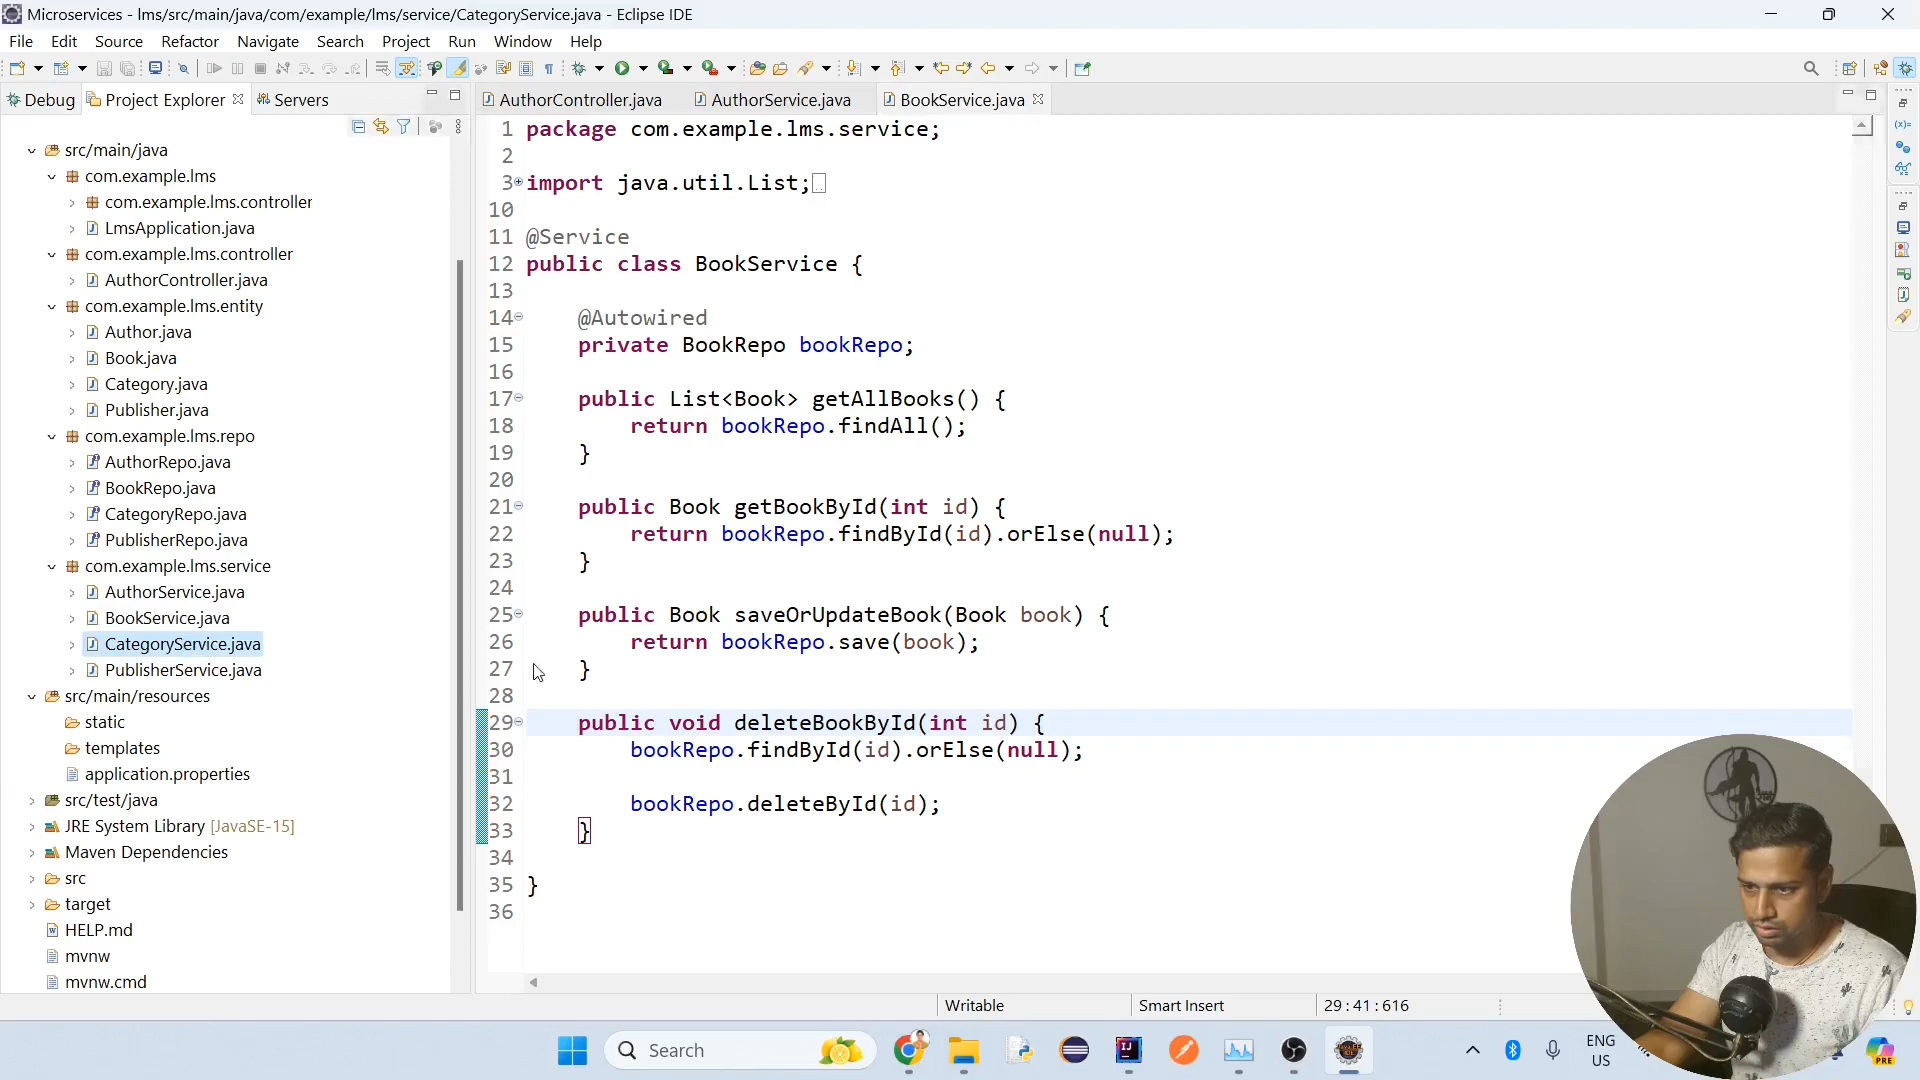 Microservices - lms/src/main/java/com/example/lms/service/CategoryService.java - Eclipse IDE
File Edit Source Refactor Navigate Search Project Run Window Help
Debug Project Explorer Servers
AuthorController.java AuthorService.java BookService.java
src/main/java
com.example.lms
com.example.lms.controller
LmsApplication.java
com.example.lms.controller
AuthorController.java
com.example.lms.entity
Author.java
Book.java
Category.java
Publisher.java
com.example.lms.repo
AuthorRepo.java
BookRepo.java
CategoryRepo.java
PublisherRepo.java
com.example.lms.service
AuthorService.java
BookService.java
CategoryService.java
PublisherService.java
src/main/resources
static
templates
application.properties
src/test/java
JRE System Library [JavaSE-15]
Maven Dependencies
src
target
HELP.md
mvnw
mvnw.cmd
1 package com.example.lms.service;
2
3 import java.util.List;
10
11 @Service
12 public class BookService {
13
14 @Autowired
15 private BookRepo bookRepo;
16
17 public List<Book> getAllBooks() {
18 return bookRepo.findAll();
19 }
20
21 public Book getBookById(int id) {
22 return bookRepo.findById(id).orElse(null);
23 }
24
25 public Book saveOrUpdateBook(Book book) {
26 return bookRepo.save(book);
27 }
28
29 public void deleteBookById(int id) {
30 bookRepo.findById(id).orElse(null);
31
32 bookRepo.deleteById(id);
33 }
34
35 }
36
Writable Smart Insert 29:41:616
Search
ENG
US
PRE